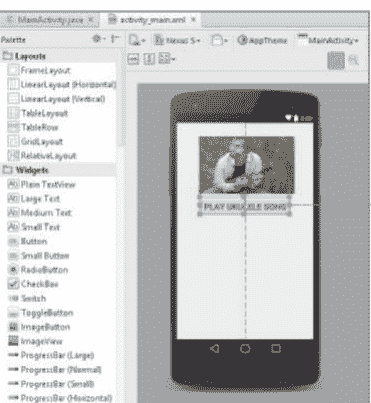 MainActivity.java × activity_main.xml ×
Palette Nexus 5 AppTheme MainActivity
Layouts
FrameLayout
LinearLayout (Horizontal)
LinearLayout (Vertical)
TableLayout
TableRow
GridLayout
RelativeLayout
Widgets
Plain TextView
Large Text
Medium Text
Small Text
Button
Small Button
RadioButton
CheckBox
Switch
ToggleButton
ImageButton
ImageView
ProgressBar (Large)
ProgressBar (Normal)
ProgressBar (Small)
ProgressBar (Horizontal)
PLAY UKULELE SONG